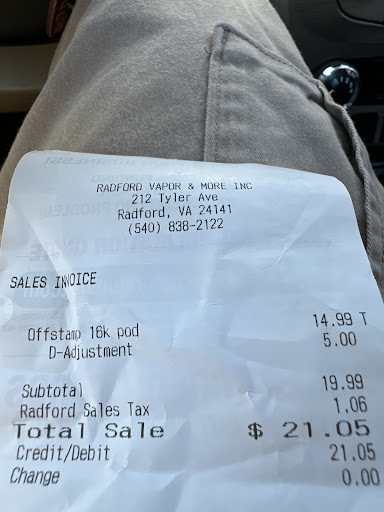 RADFORD VAPOR & MORE INC
212 Tyler Ave
Radford, VA 24141
(540) 838-2122
SALES INVOICE
Offstamp 16k pod 14.99 T
D-Adjustment 5.00
Subtotal 19.99
Radford Sales Tax 1.06
Total Sale $ 21.05
Credit/Debit 21.05
Change 0.00